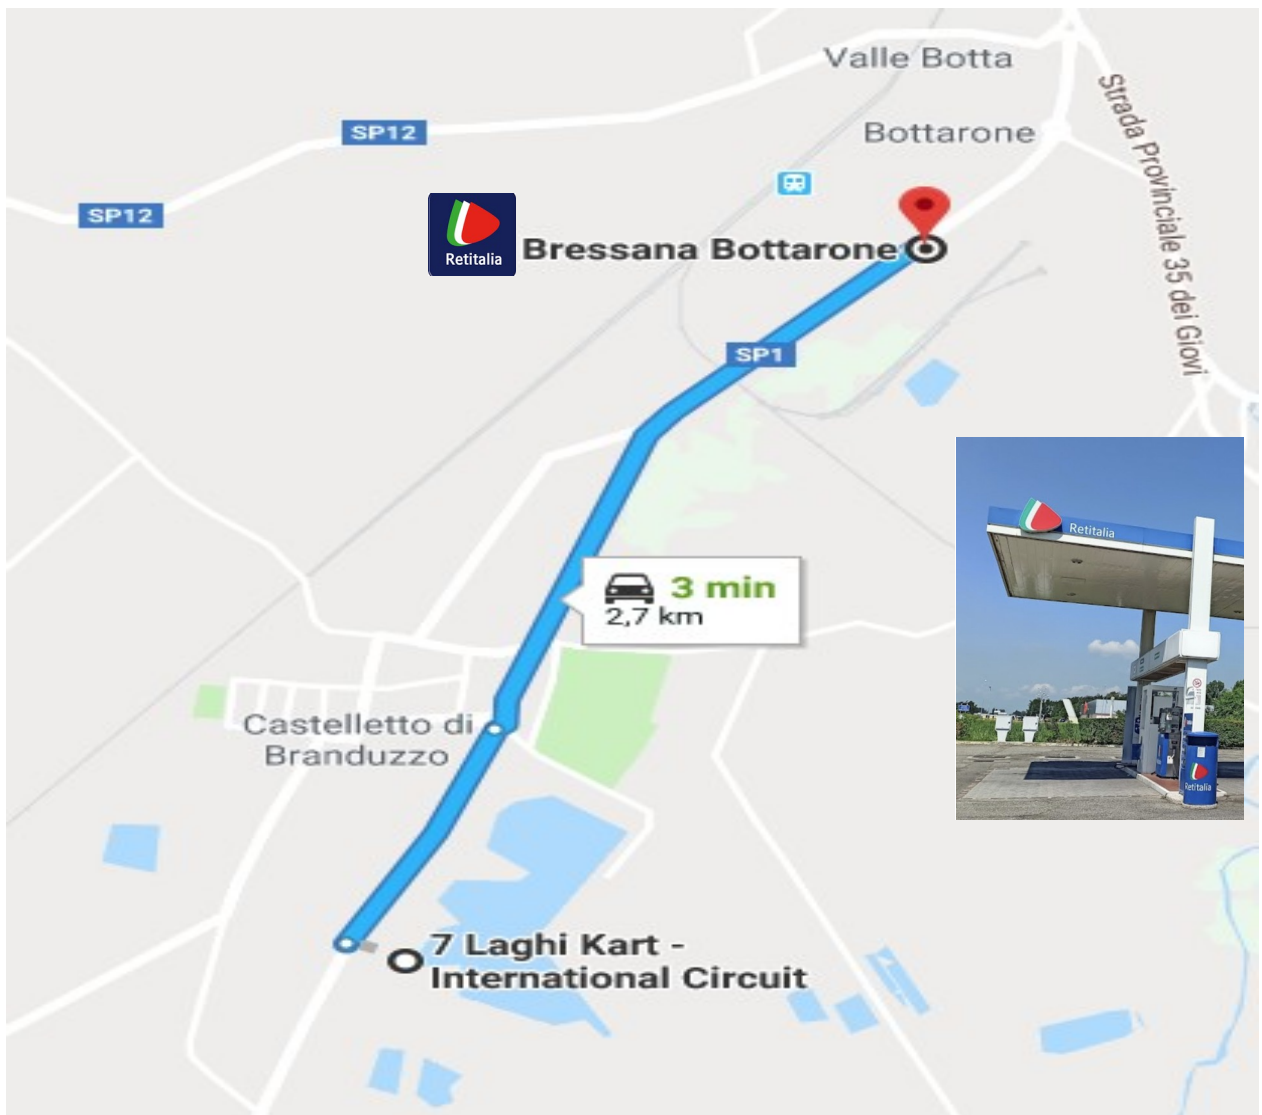 Valle Botta
Strada Provinciale 35 dei Giovi
SP12
Bottarone
SP12
Retitalia
Bressana Bottarone
SP1
Retitalia
3 min
2,7 km
Castelletto di
Branduzzo
Retitalia
7 Laghi Kart -
International Circuit